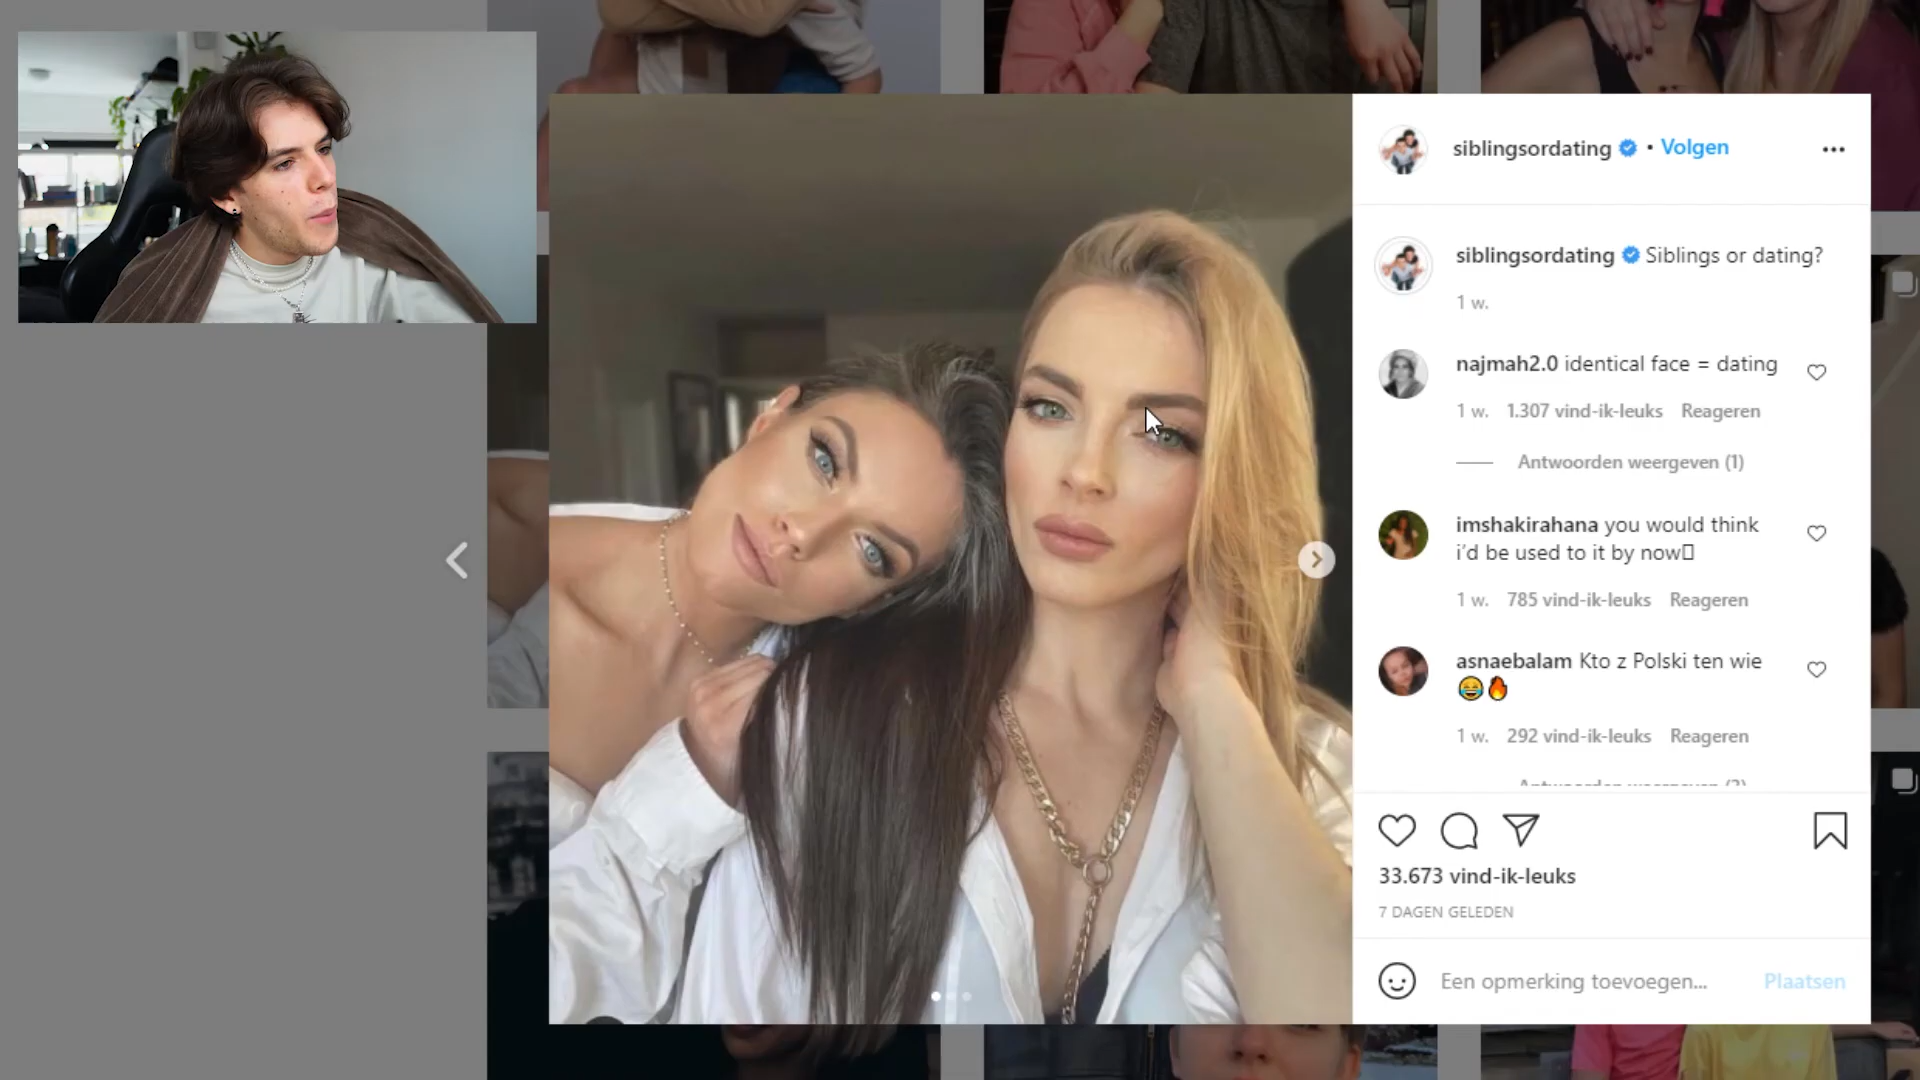 siblingsordating • Volgen
siblingsordating Siblings or dating?
1 w.
najmah2.0 identical face = dating
1 w. 1.307 vind-ik-leuks Reageren
Antwoorden weergeven (1)
imshakirahana you would think
i'd be used to it by now▯
1 w. 785 vind-ik-leuks Reageren
asnaebalam Kto z Polski ten wie
😂🔥
1 w. 292 vind-ik-leuks Reageren
Antwoorden weergeven
33.673 vind-ik-leuks
7 DAGEN GELEDEN
Een opmerking toevoegen... Plaatsen